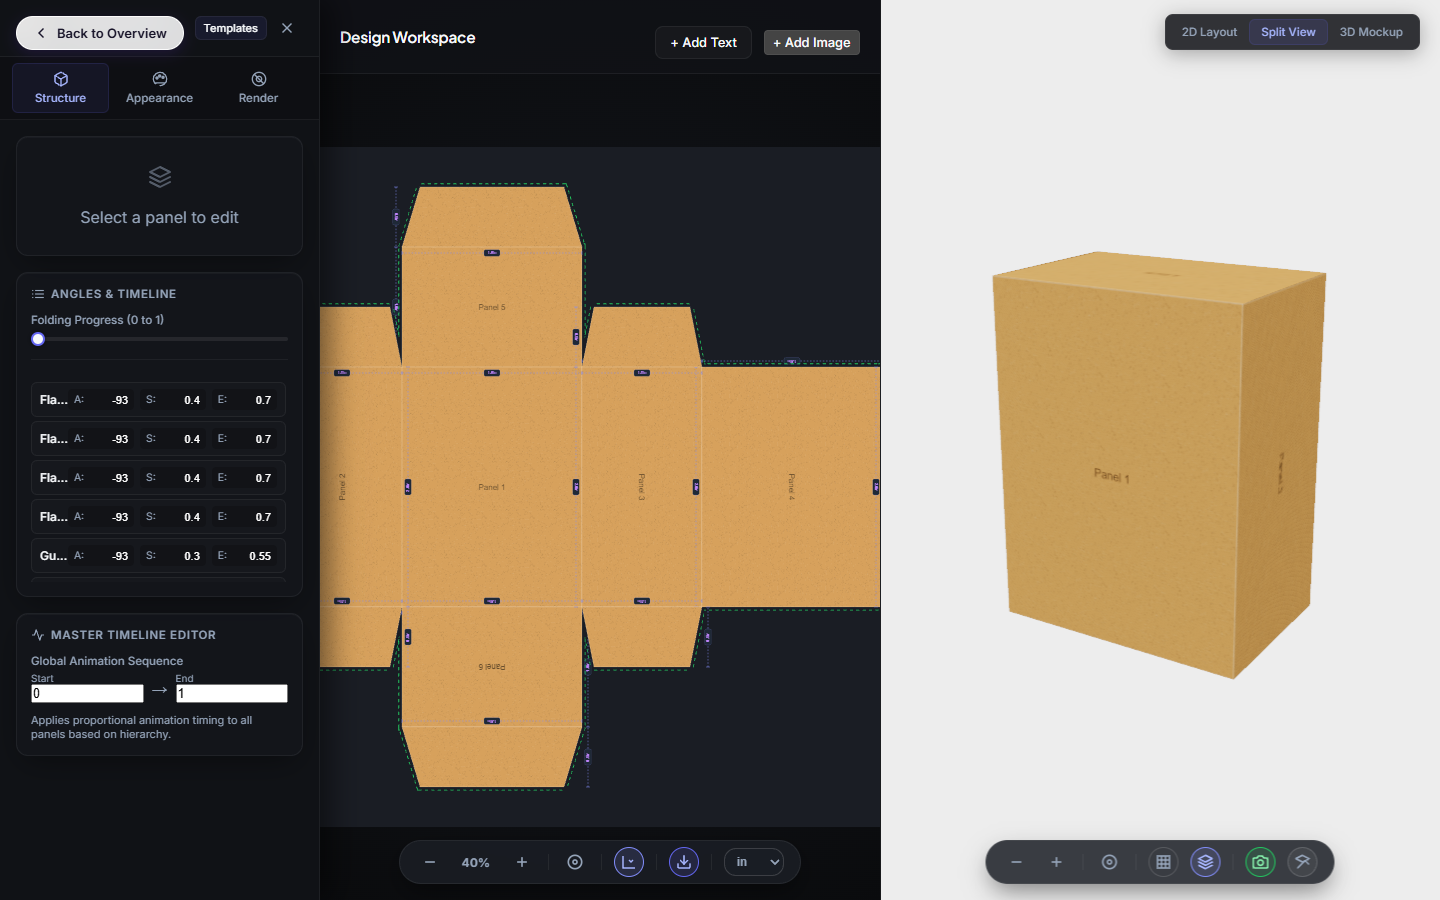 Back to Overview
Templates
Structure
Appearance
Render
Select a panel to edit
ANGLES & TIMELINE
Folding Progress (0 to 1)
Fla... A: -93 S: 0.4 E: 0.7
Fla... A: -93 S: 0.4 E: 0.7
Fla... A: -93 S: 0.4 E: 0.7
Fla... A: -93 S: 0.4 E: 0.7
Gu... A: -93 S: 0.3 E: 0.55
MASTER TIMELINE EDITOR
Global Animation Sequence
Start
End
0 → 1
Applies proportional animation timing to all
panels based on hierarchy.
Design Workspace
+ Add Text
+ Add Image
Panel 5
Panel 2
Panel 1
Panel 3
Panel 4
Panel 6
40%
in
2D Layout
Split View
3D Mockup
Panel 1